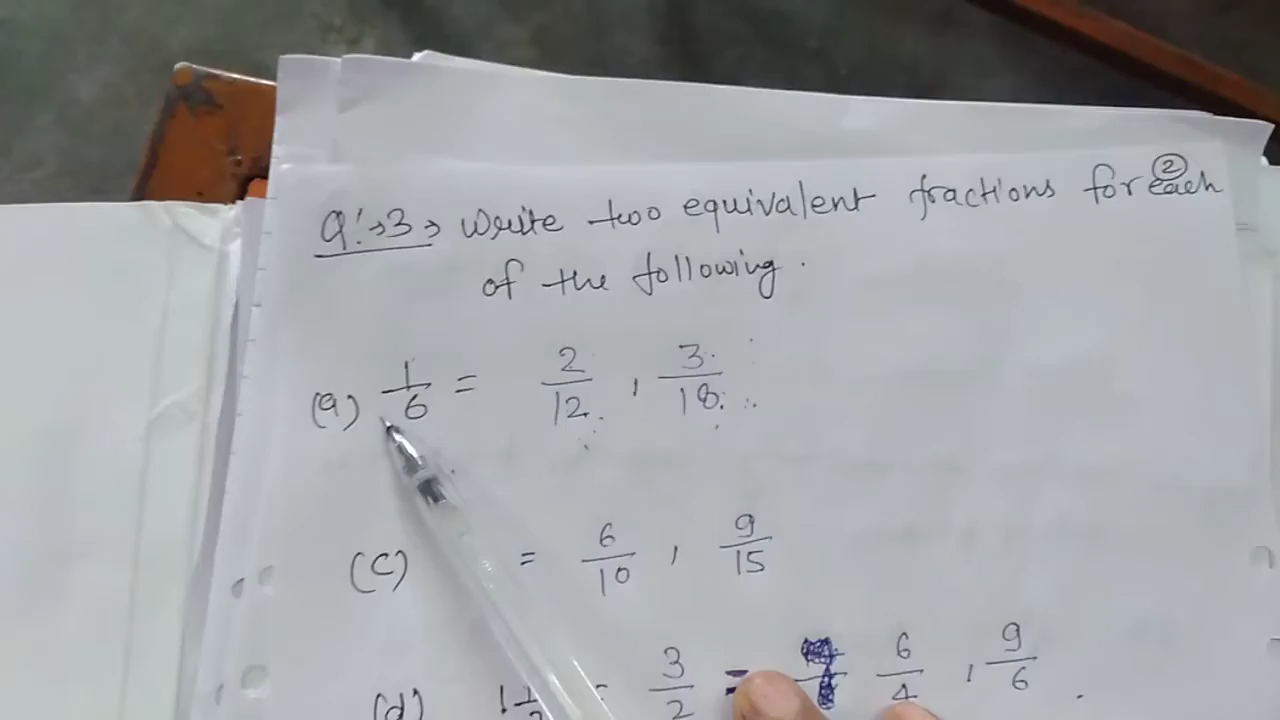 ②
Q.→3→ Write two equivalent fractions for each
of the following.
(a) 1/6 = 2/12 , 3/18
(c) = 6/10 , 9/15
(d) = 3/2 = 6/4 , 9/6 .